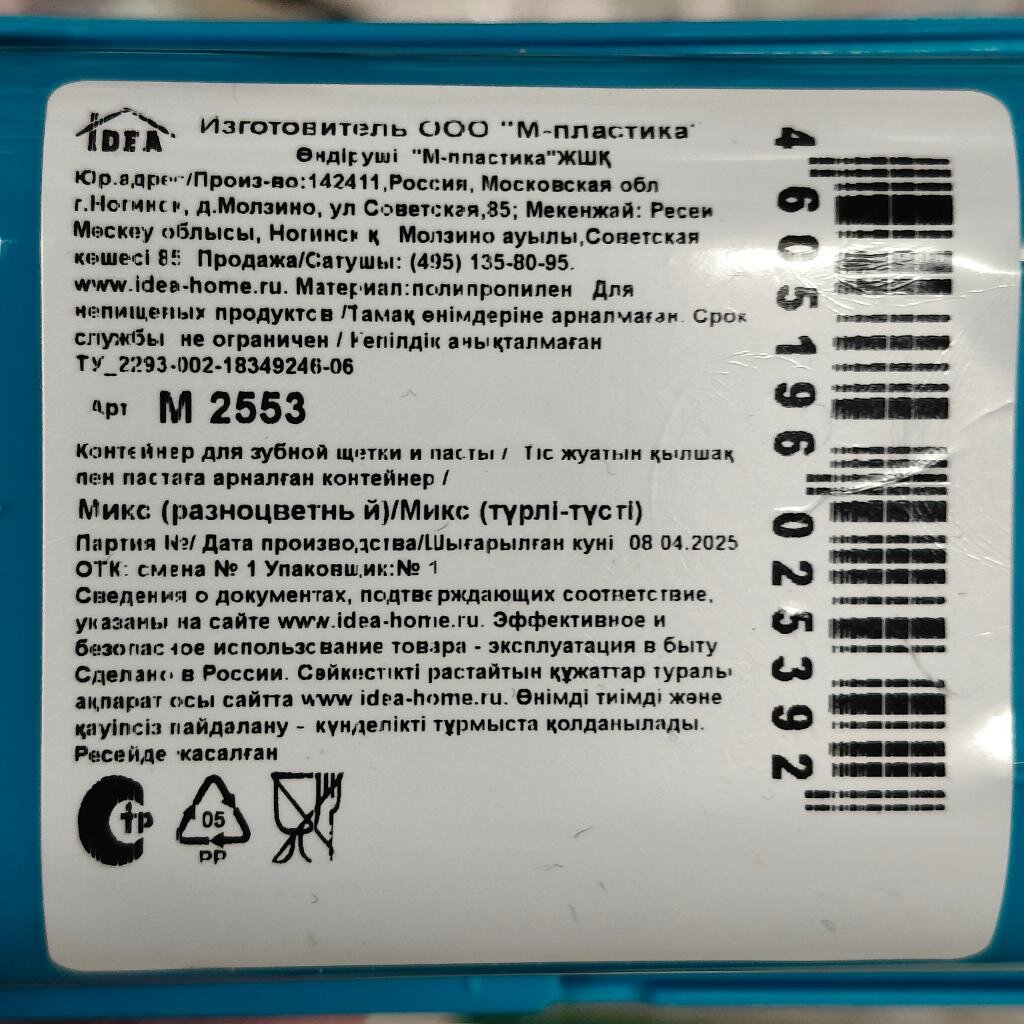 IDEA
Изготовитель ООО "М-пластика"
Өндіруші "М-пластика"ЖШҚ
Юр.адрес/Произ-во:142411,Россия, Московская обл
г.Ногинск, д.Молзино, ул Советская,85; Мекенжай: Ресей
Мәскеу облысы, Ногинск қ Молзино ауылы,Советская
көшесі 85 Продажа/Сатушы: (495) 135-80-95.
www.idea-home.ru. Материал:полипропилен Для
непищевых продуктов /Тамақ өнімдеріне арналмаған. Срок
службы не ограничен / Кепілдік анықталмаған
ТУ_2293-002-18349246-06
Арт М 2553
Контейнер для зубной щетки и пасты / Тіс жуатын қылшақ
пен пастаға арналған контейнер /
Микс (разноцветный)/Микс (түрлі-түсті)
Партия №/ Дата производства/Шығарылған күні 08 04.2025
ОТК: смена № 1 Упаковщик:№ 1
Сведения о документах, подтверждающих соответствие,
указаны на сайте www.idea-home.ru. Эффективное и
безопасное использование товара - эксплуатация в быту
Сделано в России. Сәйкестікті растайтын құжаттар туралы
ақпарат осы сайтта www idea-home.ru. Өнімді тиімді және
қауіпсіз пайдалану - күнделікті тұрмыста қолданылады.
Ресейде жасалған
Стр
05
PP
4605196025392